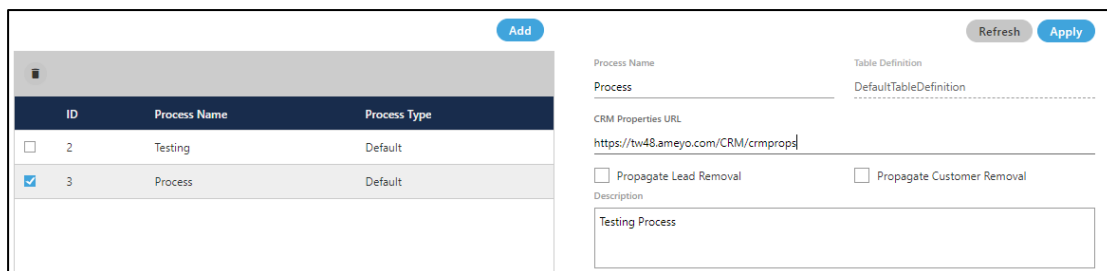 Add
Refresh Apply
Process Name Table Definition
Process DefaultTableDefinition
ID Process Name Process Type
CRM Properties URL
2 Testing Default
https://tw48.ameyo.com/CRM/crmprops
3 Process Default
Propagate Lead Removal Propagate Customer Removal
Description
Testing Process